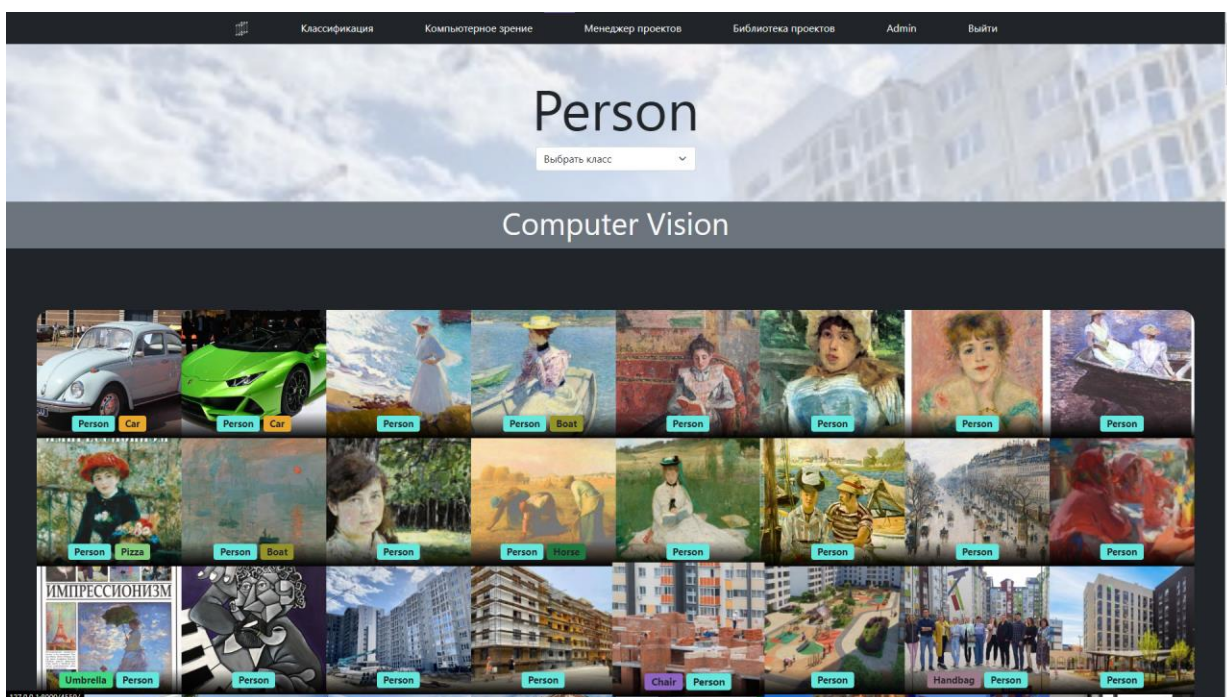 Классификация Компьютерное зрение Менеджер проектов Библиотека проектов Admin Выйти
Person
Выбрать класс
Computer Vision
Person Car Person Car Person Person Boat Person Person Person Person
Person Pizza Person Boat Person Person Horse Person Person Person Person
ИМПРЕССИОНИЗМ
Umbrella Person Person Person Person Chair Person Person Handbag Person Person